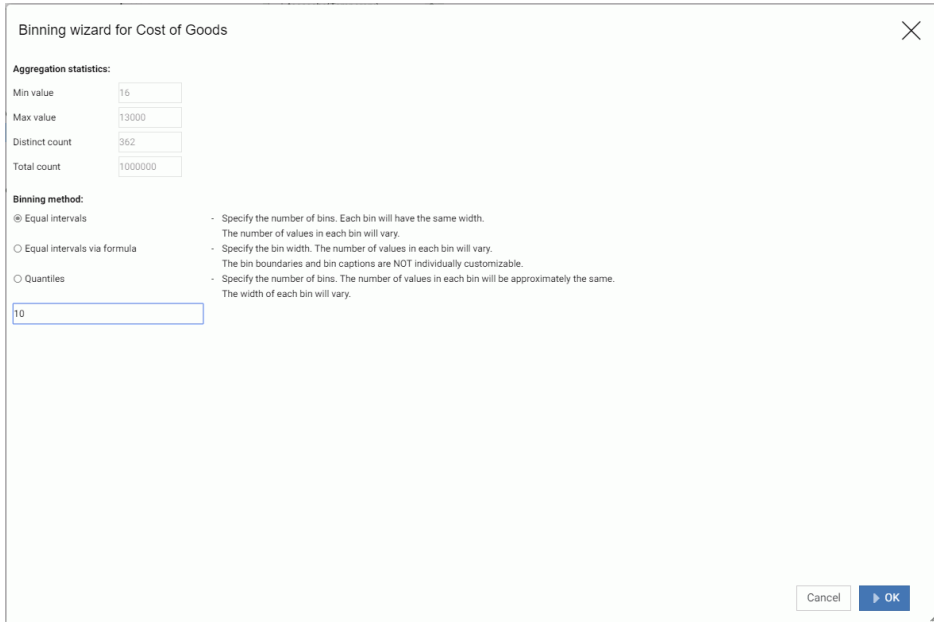 Binning wizard for Cost of Goods
Aggregation statistics:
Min value 16
Max value 13000
Distinct count 362
Total count 1000000
Binning method:
Equal intervals - Specify the number of bins. Each bin will have the same width.
The number of values in each bin will vary.
Equal intervals via formula - Specify the bin width. The number of values in each bin will vary.
The bin boundaries and bin captions are NOT individually customizable.
Quantiles - Specify the number of bins. The number of values in each bin will be approximately the same.
The width of each bin will vary.
10
Cancel OK